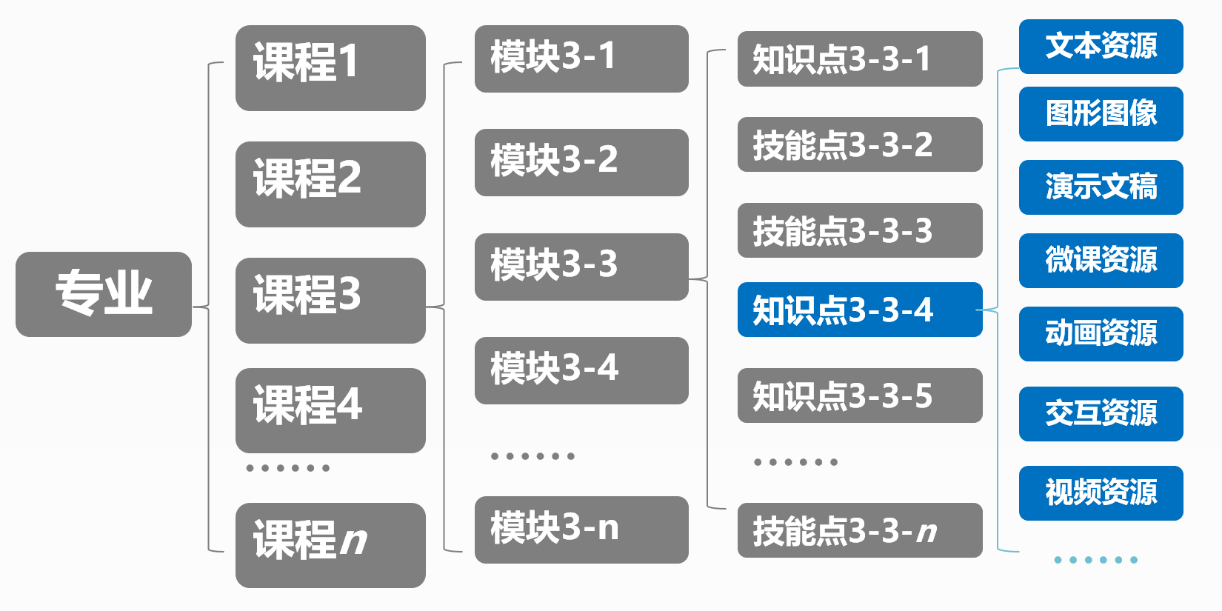 专业
课程1
课程2
课程3
课程4
••••••
课程n
模块3-1
模块3-2
模块3-3
模块3-4
••••••
模块3-n
知识点3-3-1
技能点3-3-2
技能点3-3-3
知识点3-3-4
知识点3-3-5
••••••
技能点3-3-n
文本资源
图形图像
演示文稿
微课资源
动画资源
交互资源
视频资源
••••••